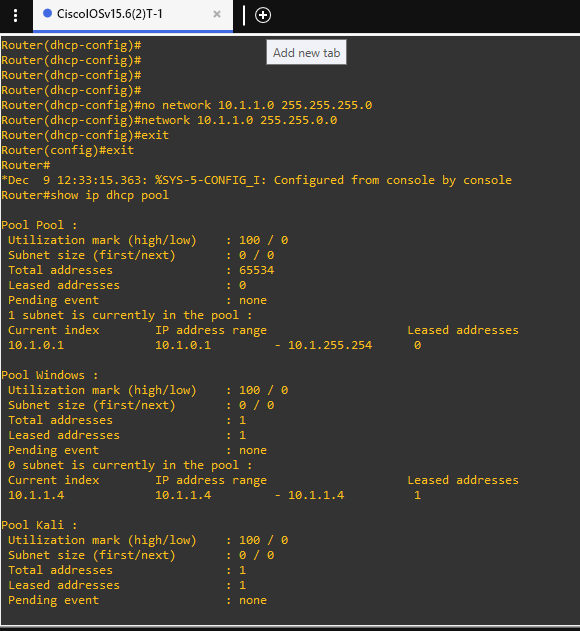 CiscoIOSv15.6(2)T-1
Add new tab
Router(dhcp-config)#
Router(dhcp-config)#
Router(dhcp-config)#
Router(dhcp-config)#
Router(dhcp-config)#no network 10.1.1.0 255.255.255.0
Router(dhcp-config)#network 10.1.1.0 255.255.0.0
Router(dhcp-config)#exit
Router(config)#exit
Router#
*Dec  9 12:33:15.363: %SYS-5-CONFIG_I: Configured from console by console
Router#show ip dhcp pool
Pool Pool :
Utilization mark (high/low)    : 100 / 0
Subnet size (first/next)       : 0 / 0
Total addresses                : 65534
Leased addresses               : 0
Pending event                  : none
1 subnet is currently in the pool :
Current index        IP address range                    Leased addresses
10.1.0.1             10.1.0.1         - 10.1.255.254      0
Pool Windows :
Utilization mark (high/low)    : 100 / 0
Subnet size (first/next)       : 0 / 0
Total addresses                : 1
Leased addresses               : 1
Pending event                  : none
0 subnet is currently in the pool :
Current index        IP address range                    Leased addresses
10.1.1.4             10.1.1.4         - 10.1.1.4          1
Pool Kali :
Utilization mark (high/low)    : 100 / 0
Subnet size (first/next)       : 0 / 0
Total addresses                : 1
Leased addresses               : 1
Pending event                  : none